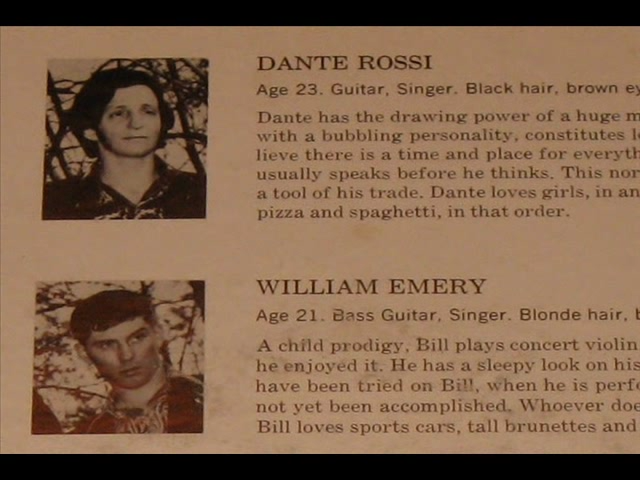 DANTE ROSSI
Age 23. Guitar, Singer. Black hair, brown ey
Dante has the drawing power of a huge m
with a bubbling personality, constitutes l
lieve there is a time and place for everyth
usually speaks before he thinks. This nor
a tool of his trade. Dante loves girls, in an
pizza and spaghetti, in that order.
WILLIAM EMERY
Age 21. Bass Guitar, Singer. Blonde hair, b
A child prodigy, Bill plays concert violin
he enjoyed it. He has a sleepy look on his
have been tried on Bill, when he is perfo
not yet been accomplished. Whoever doe
Bill loves sports cars, tall brunettes and